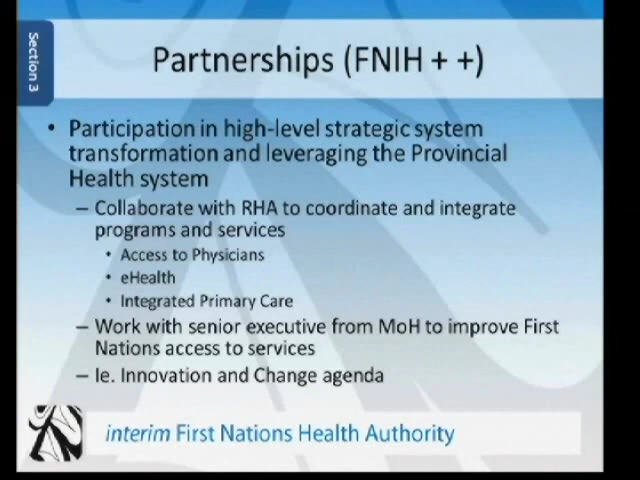 Section 3
Partnerships (FNIH + +)
• Participation in high-level strategic system
transformation and leveraging the Provincial
Health system
– Collaborate with RHA to coordinate and integrate
programs and services
• Access to Physicians
• eHealth
• Integrated Primary Care
– Work with senior executive from MoH to improve First
Nations access to services
– Ie. Innovation and Change agenda
interim First Nations Health Authority